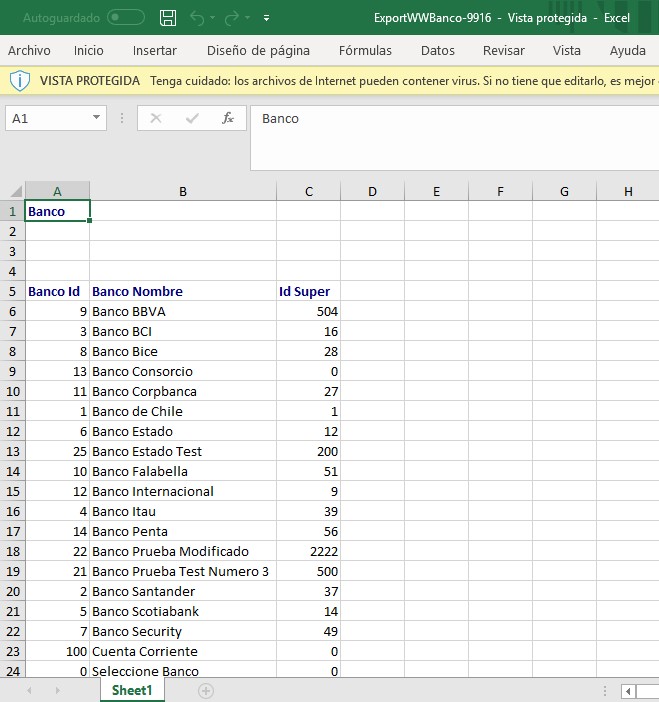 Autoguardado ExportWWBanco-9916 - Vista protegida - Excel
Archivo Inicio Insertar Diseño de página Fórmulas Datos Revisar Vista Ayuda
VISTA PROTEGIDA Tenga cuidado: los archivos de Internet pueden contener virus. Si no tiene que editarlo, es mejor
A1 fx Banco
A B C D E F G H
1 Banco
2
3
4
5 Banco Id Banco Nombre Id Super
6 9 Banco BBVA 504
7 3 Banco BCI 16
8 8 Banco Bice 28
9 13 Banco Consorcio 0
10 11 Banco Corpbanca 27
11 1 Banco de Chile 1
12 6 Banco Estado 12
13 25 Banco Estado Test 200
14 10 Banco Falabella 51
15 12 Banco Internacional 9
16 4 Banco Itau 39
17 14 Banco Penta 56
18 22 Banco Prueba Modificado 2222
19 21 Banco Prueba Test Numero 3 500
20 2 Banco Santander 37
21 5 Banco Scotiabank 14
22 7 Banco Security 49
23 100 Cuenta Corriente 0
24 0 Seleccione Banco 0
Sheet1